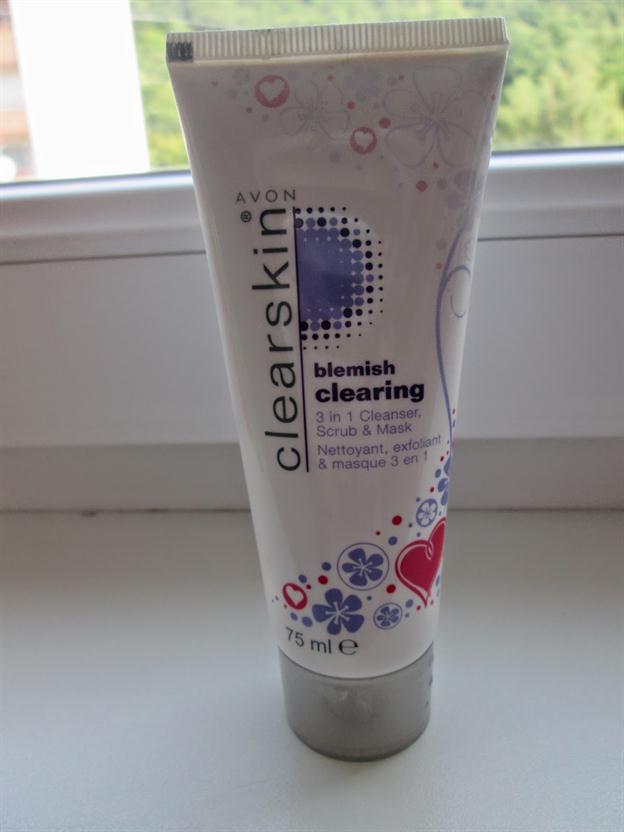 AVON
clearskin®
blemish
clearing
3 in 1 Cleanser,
Scrub & Mask
Nettoyant, exfoliant
& masque 3 en 1
75 ml ℮